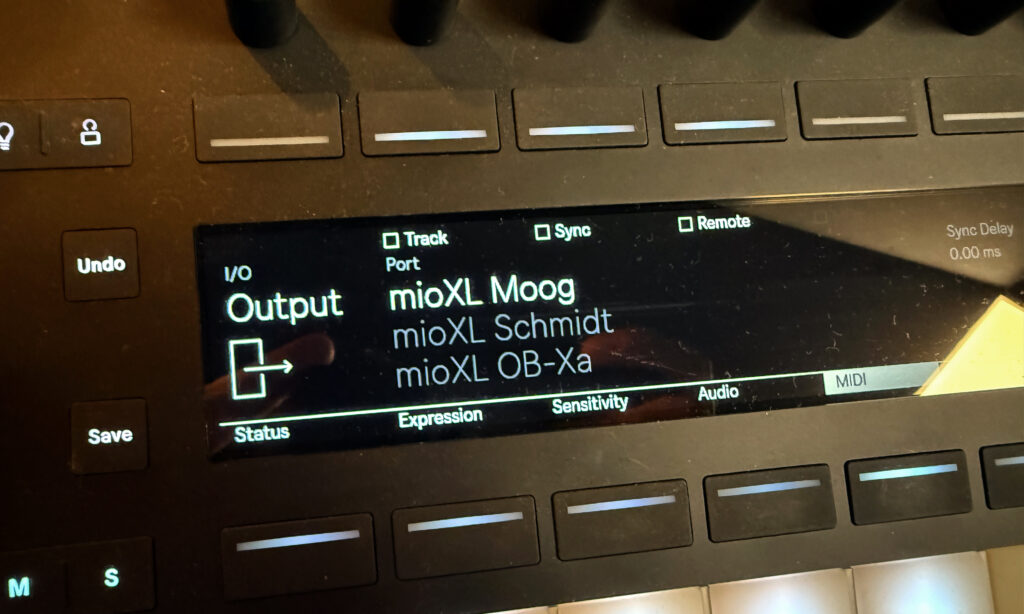 Track
Sync
Remote
Sync Delay
0.00 ms
I/O
Output
Port
mioXL Moog
mioXL Schmidt
mioXL OB-Xa
Status
Expression
Sensitivity
Audio
MIDI
Undo
Save
M
S